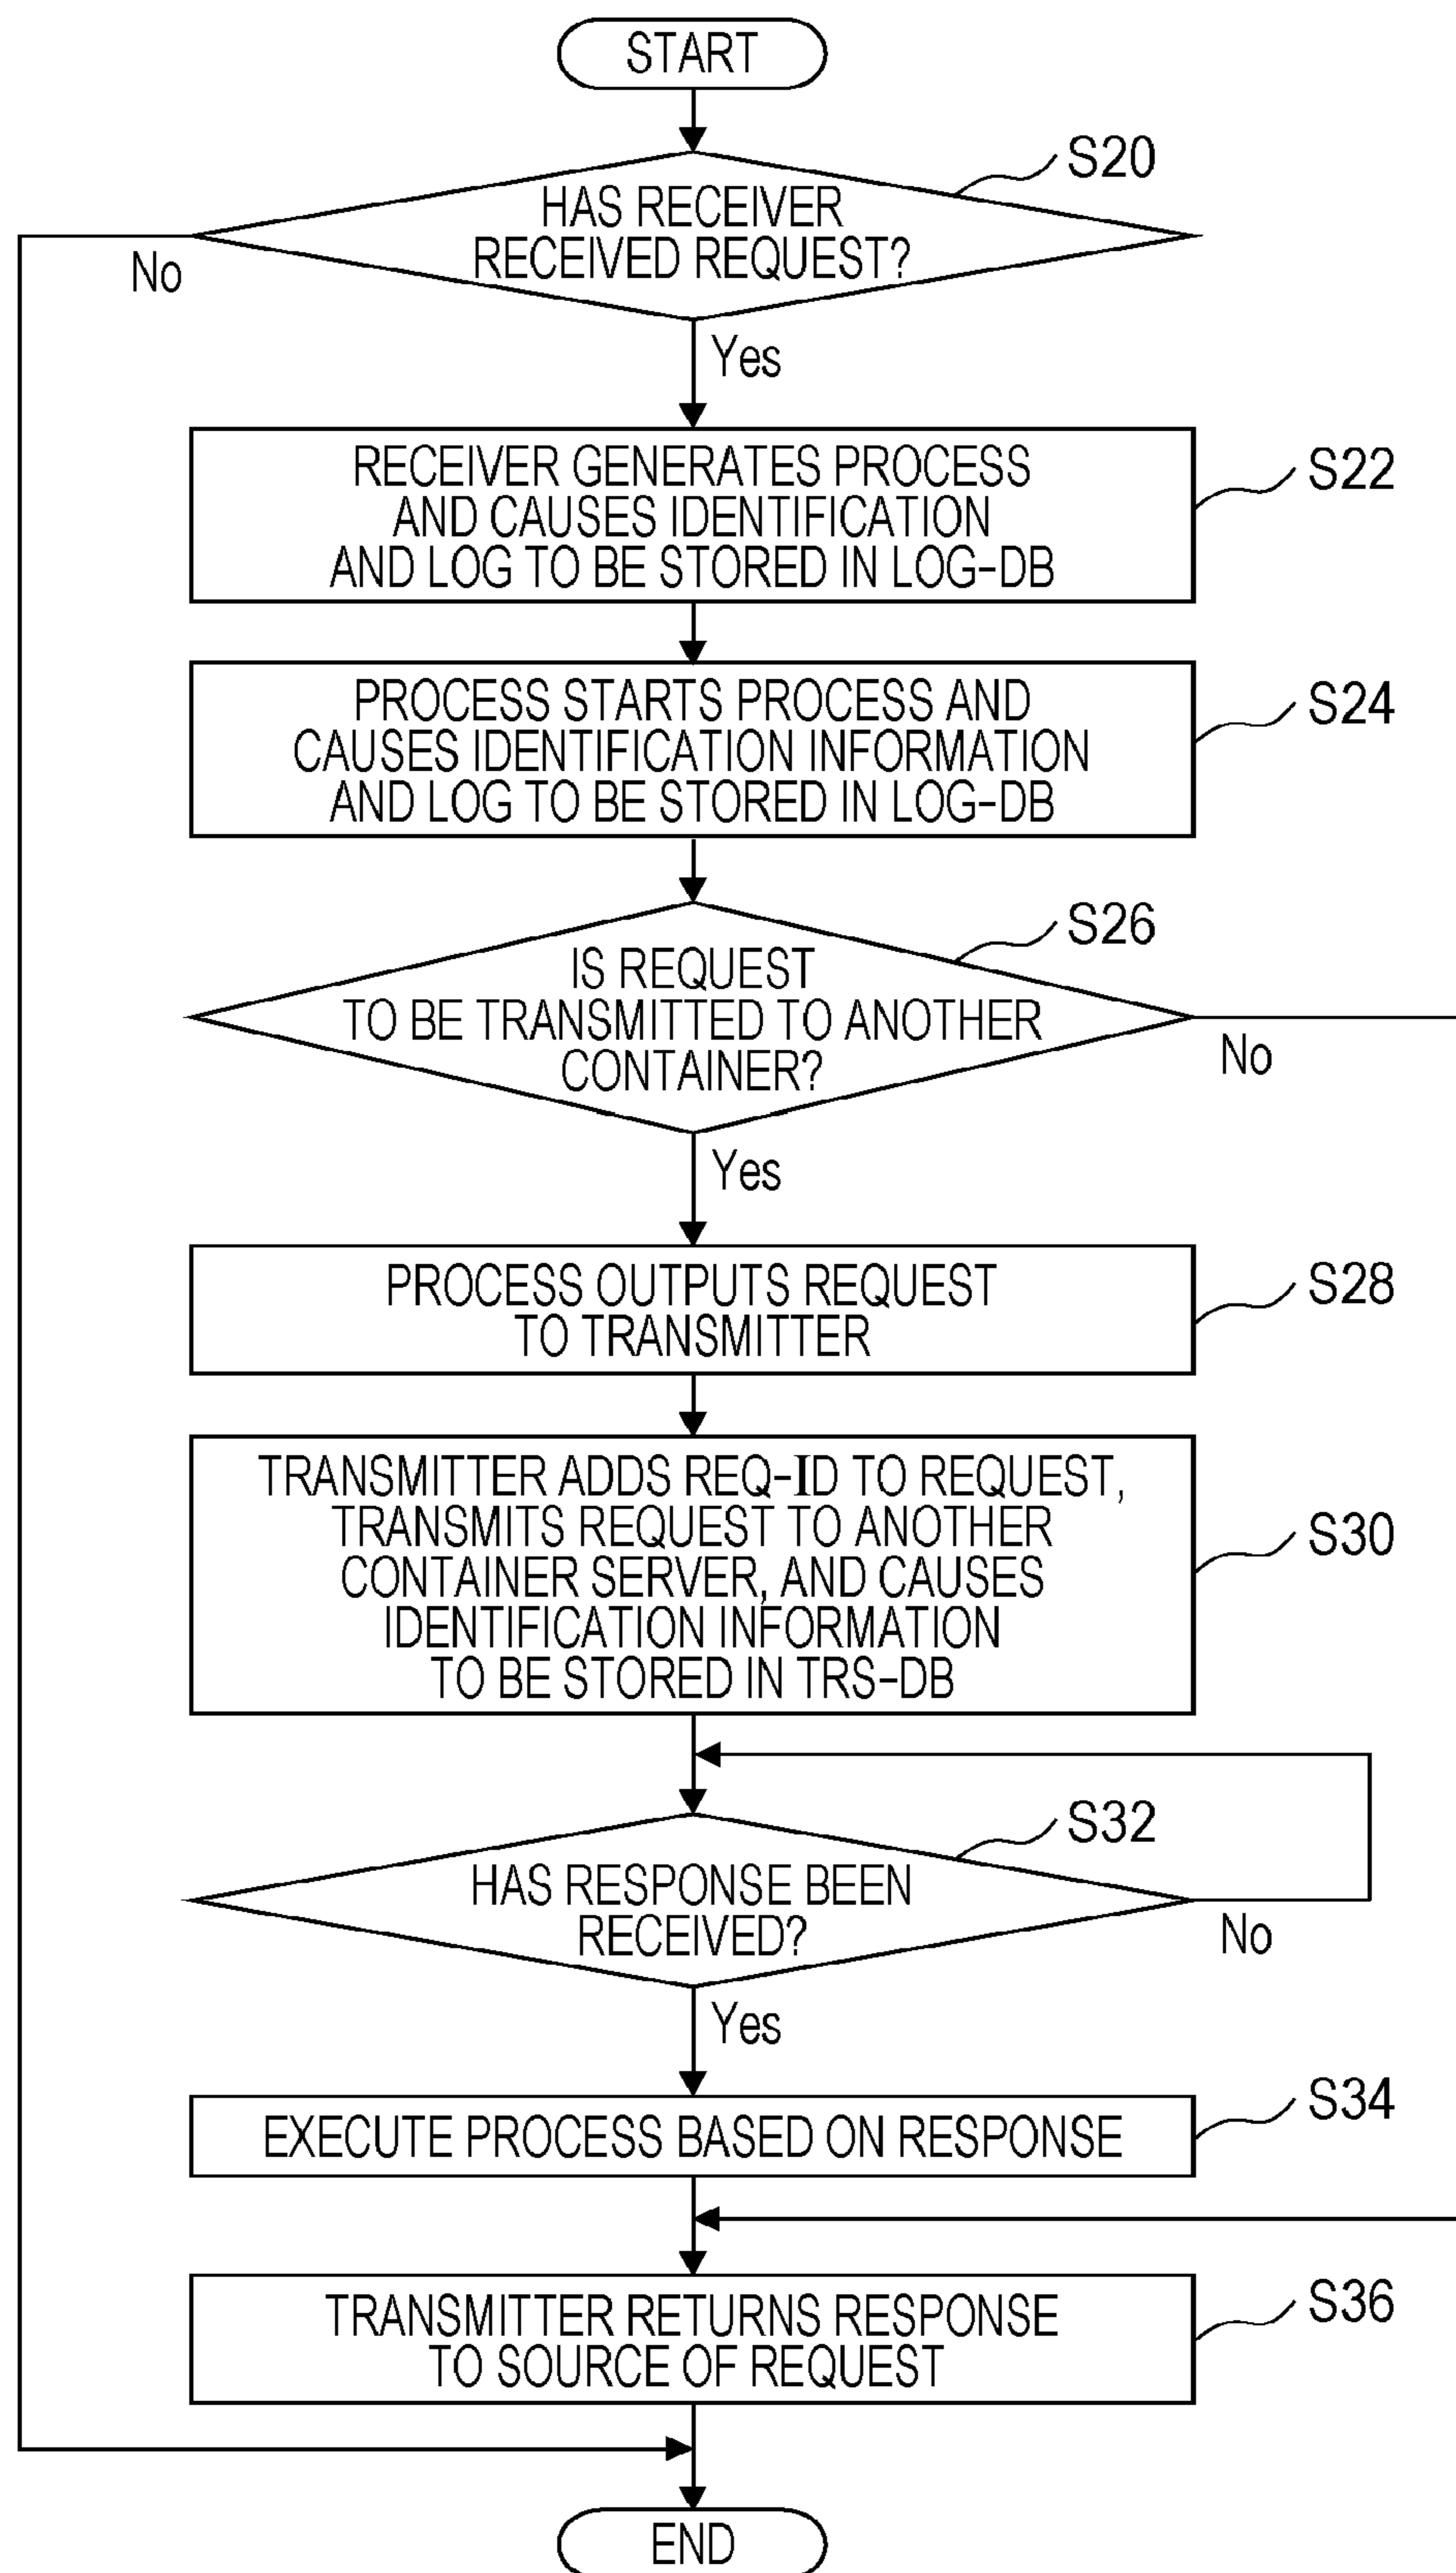 START
S20
HAS RECEIVER
RECEIVED REQUEST?
No
Yes
RECEIVER GENERATES PROCESS
AND CAUSES IDENTIFICATION
AND LOG TO BE STORED IN LOG-DB
S22
PROCESS STARTS PROCESS AND
CAUSES IDENTIFICATION INFORMATION
AND LOG TO BE STORED IN LOG-DB
S24
S26
IS REQUEST
TO BE TRANSMITTED TO ANOTHER
CONTAINER?
No
Yes
PROCESS OUTPUTS REQUEST
TO TRANSMITTER
S28
TRANSMITTER ADDS REQ-ID TO REQUEST,
TRANSMITS REQUEST TO ANOTHER
CONTAINER SERVER, AND CAUSES
IDENTIFICATION INFORMATION
TO BE STORED IN TRS-DB
S30
S32
HAS RESPONSE BEEN
RECEIVED?
No
Yes
EXECUTE PROCESS BASED ON RESPONSE
S34
TRANSMITTER RETURNS RESPONSE
TO SOURCE OF REQUEST
S36
END